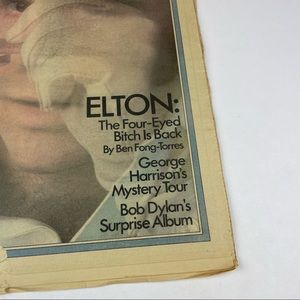 ELTON:
The Four-Eyed
Bitch Is Back
By Ben Fong-Torres
George
Harrison's
Mystery Tour
Bob Dylan's
Surprise Album